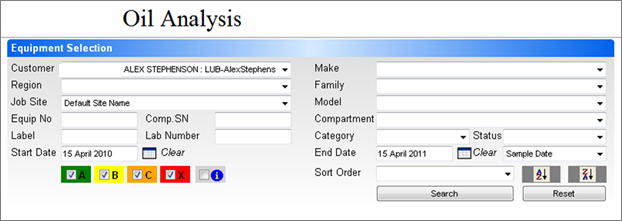 Oil Analysis
Equipment Selection
Customer ALEX STEPHENSON : LUB-AlexStephens Make
Region Family
Job Site Default Site Name Model
Equip No Comp.SN Compartment
Label Lab Number Category Status
Start Date 15 April 2010 Clear End Date 15 April 2011 Clear Sample Date
A B C X i Sort Order A Z Z A
Search Reset